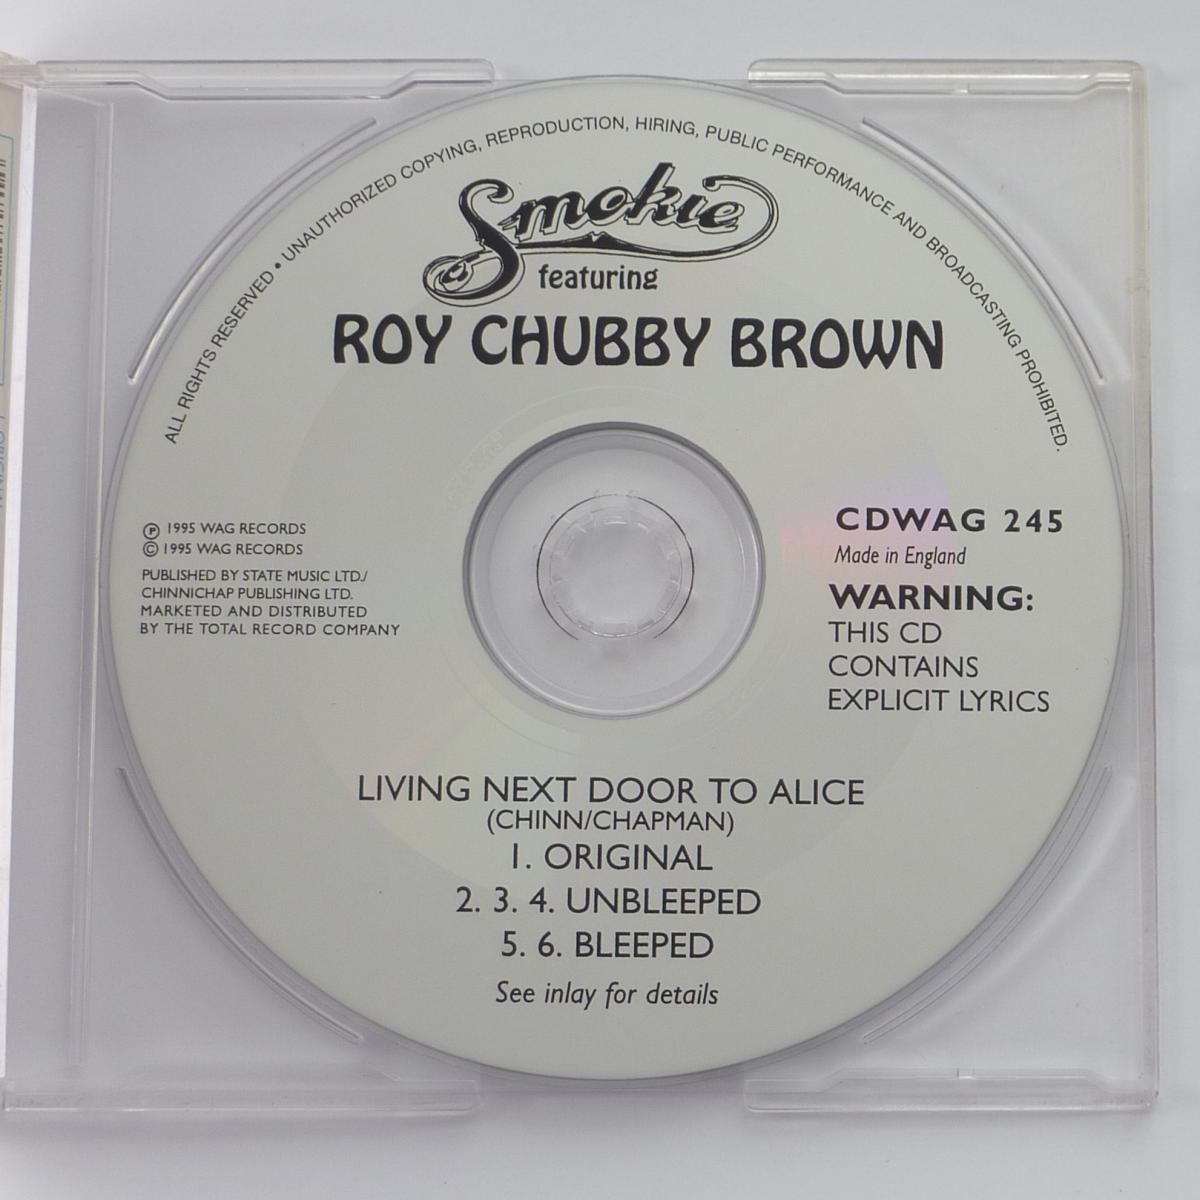 ALL RIGHTS RESERVED • UNAUTHORIZED COPYING, REPRODUCTION, HIRING, PUBLIC PERFORMANCE AND BROADCASTING PROHIBITED.
Smokie
featuring
ROY CHUBBY BROWN
℗ 1995 WAG RECORDS
© 1995 WAG RECORDS
PUBLISHED BY STATE MUSIC LTD./
CHINNICHAP PUBLISHING LTD.
MARKETED AND DISTRIBUTED
BY THE TOTAL RECORD COMPANY
CDWAG 245
Made in England
WARNING:
THIS CD
CONTAINS
EXPLICIT LYRICS
LIVING NEXT DOOR TO ALICE
(CHINN/CHAPMAN)
1. ORIGINAL
2. 3. 4. UNBLEEPED
5. 6. BLEEPED
See inlay for details